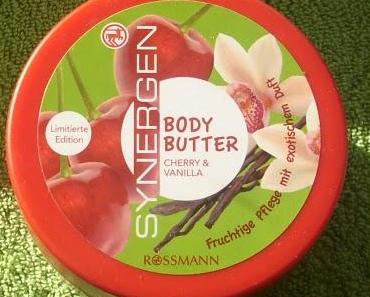 SYNERGEN
Limitierte
Edition
BODY
BUTTER
CHERRY &
VANILLA
Fruchtige Pflege mit exotischem Duft
ROSSMANN